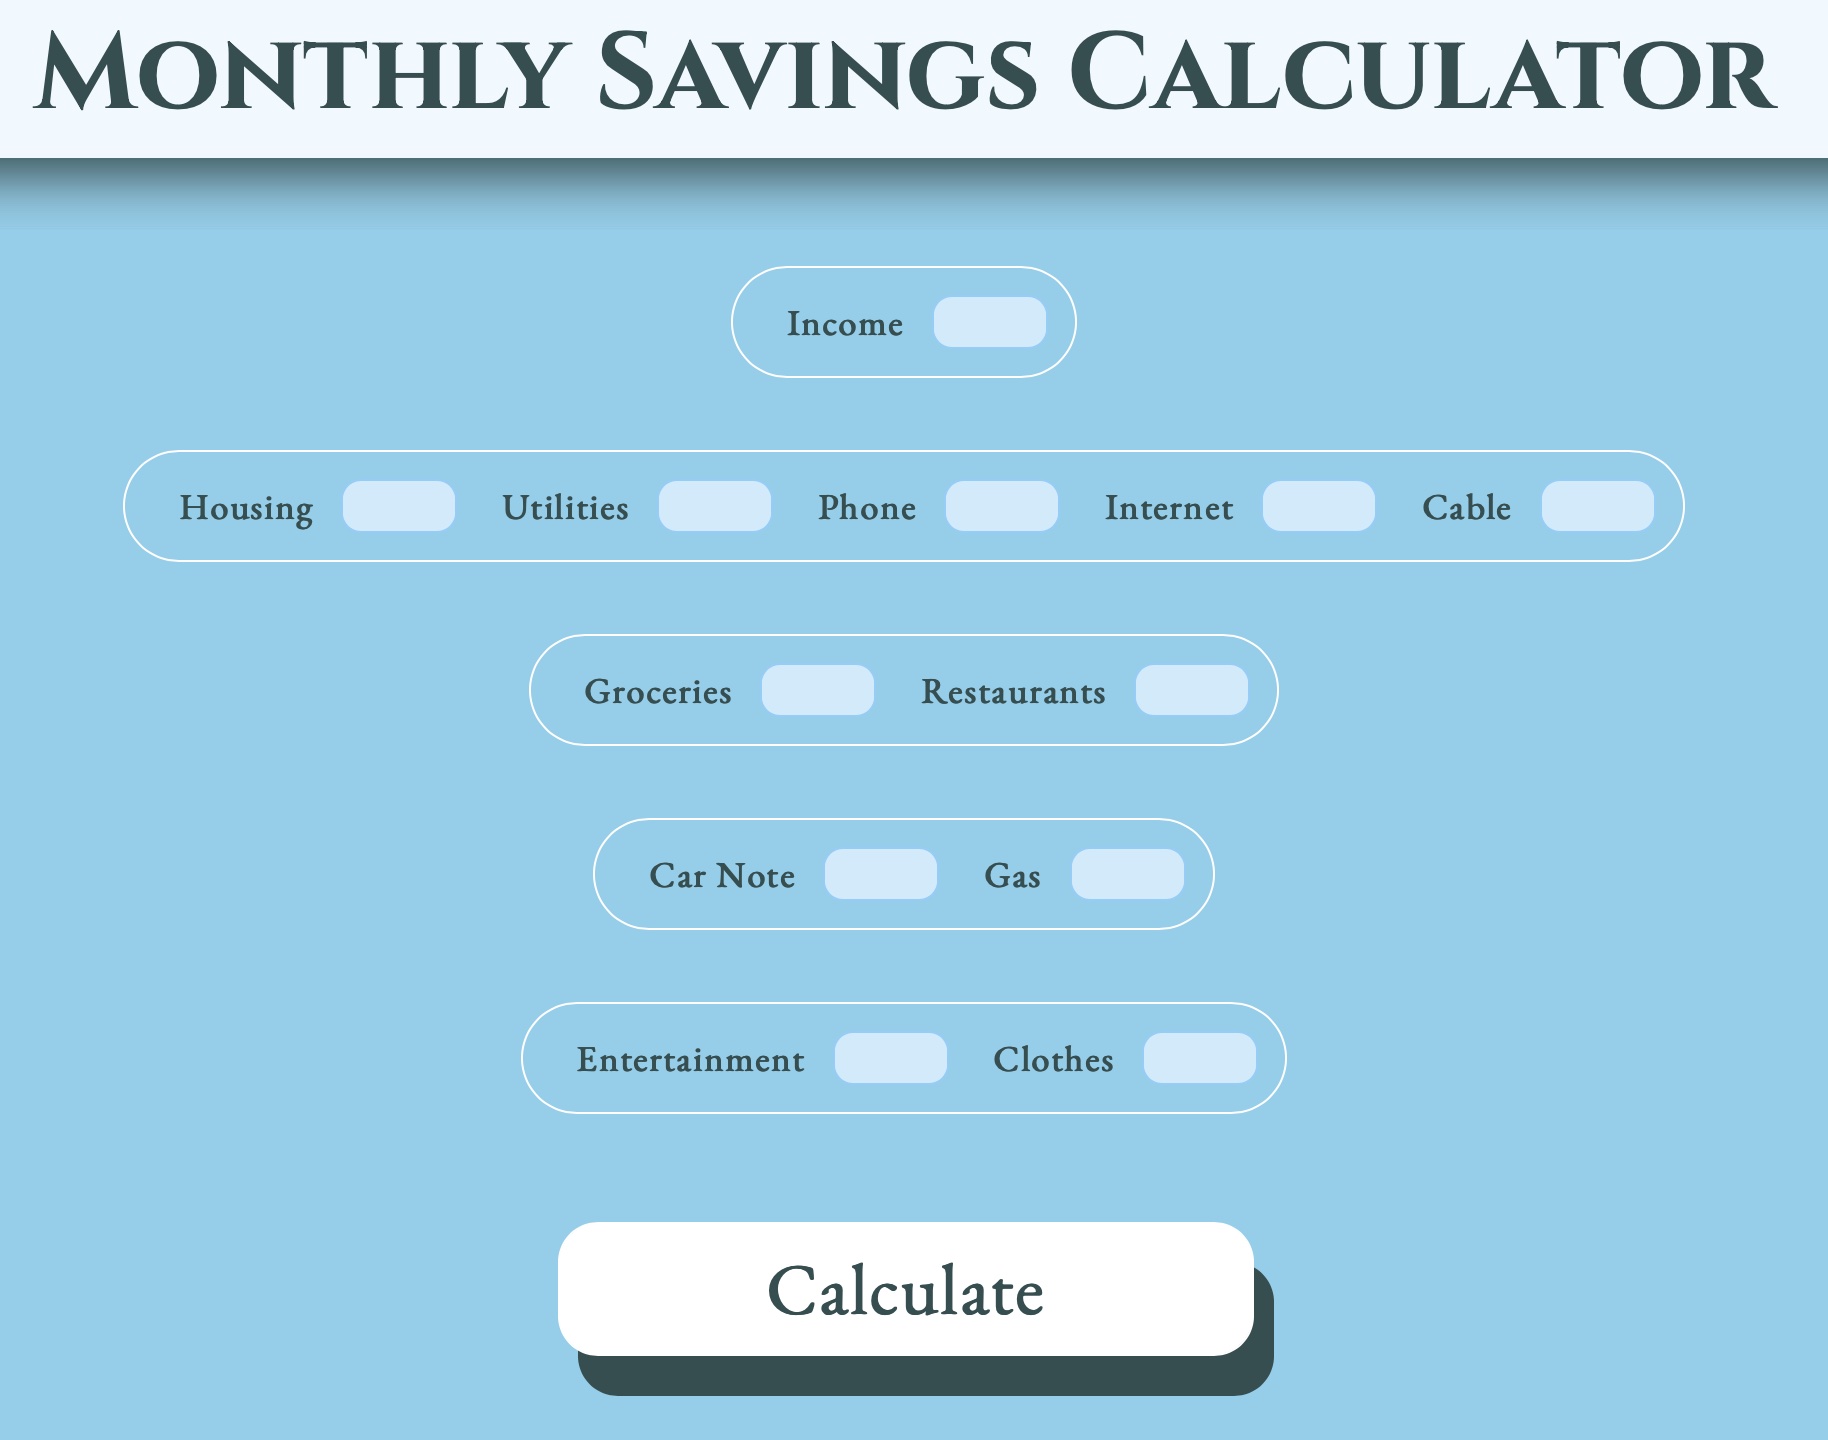 Monthly Savings Calculator
Income
Housing Utilities Phone Internet Cable
Groceries Restaurants
Car Note Gas
Entertainment Clothes
Calculate